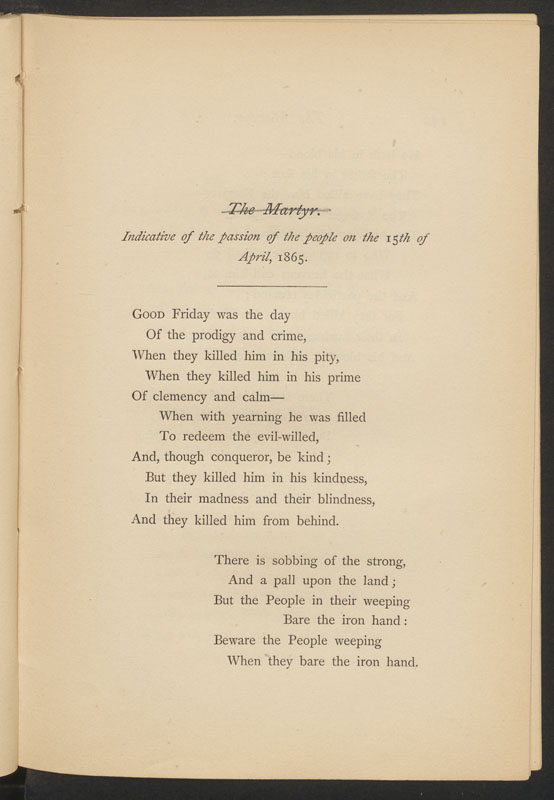 The Martyr.
Indicative of the passion of the people on the 15th of
April, 1865.
GOOD Friday was the day
Of the prodigy and crime,
When they killed him in his pity,
When they killed him in his prime
Of clemency and calm—
When with yearning he was filled
To redeem the evil-willed,
And, though conqueror, be kind;
But they killed him in his kindness,
In their madness and their blindness,
And they killed him from behind.
There is sobbing of the strong,
And a pall upon the land;
But the People in their weeping
Bare the iron hand:
Beware the People weeping
When they bare the iron hand.